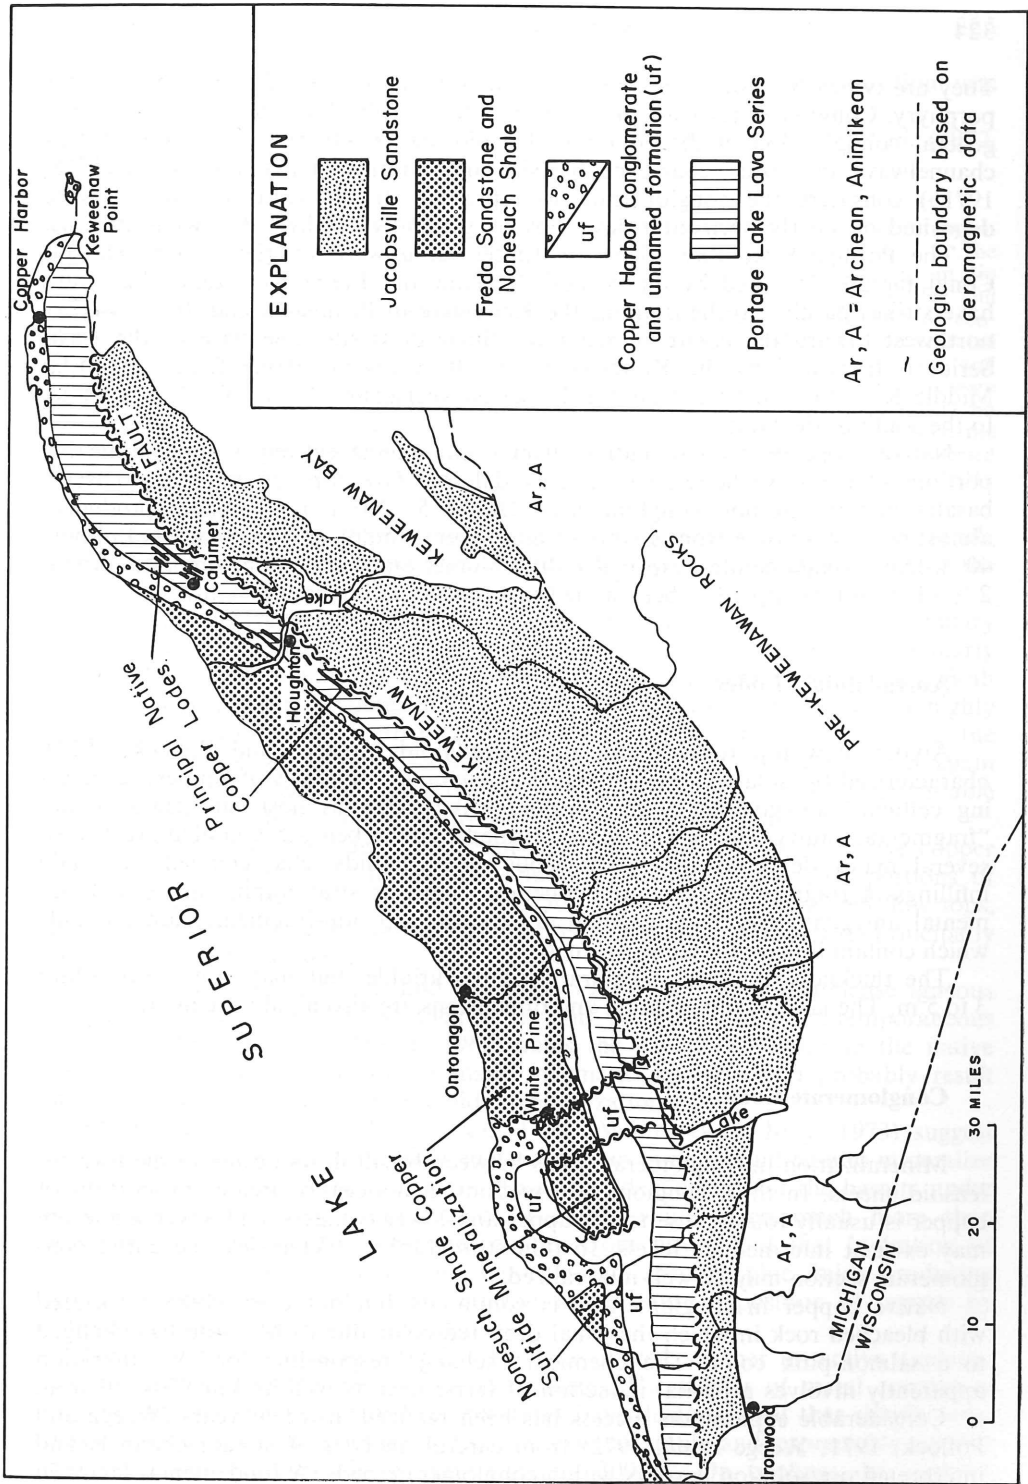 LAKE SUPERIOR
Copper Harbor
Keweenaw
Point
FAULT
Calumet
Principal Native
Copper Lodes
Houghton
Lake
KEWEENAW BAY
KEWEENAW
Ar, A
PRE-KEWEENAWAN ROCKS
Ontonagon
White Pine
Nonesuch Shale Copper
Sulfide Mineralization
uf
uf
uf
Lake
Ar, A
Ar, A
MICHIGAN
WISCONSIN
Ironwood
0 10 20 30 MILES
EXPLANATION
Jacobsville Sandstone
Freda Sandstone and
Nonesuch Shale
uf
Copper Harbor Conglomerate
and unnamed formation (uf)
Portage Lake Lava Series
Ar, A – Archean, Animikean
Geologic boundary based on
aeromagnetic data